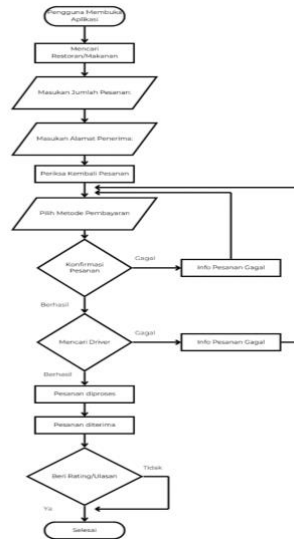 Pengguna Membuka
Aplikasi
Mencari
Restoran/Makanan
Masukan Jumlah Pesanan.
Masukan Alamat Penerima.
Periksa Kembali Pesanan
Pilih Metode Pembayaran
Konfirmasi
Pesanan
Gagal
Info Pesanan Gagal
Berhasil
Mencari Driver
Gagal
Info Pesanan Gagal
Berhasil
Pesanan diproses
Pesanan diterima
Beri Rating/Ulasan
Tidak
Ya
Selesai